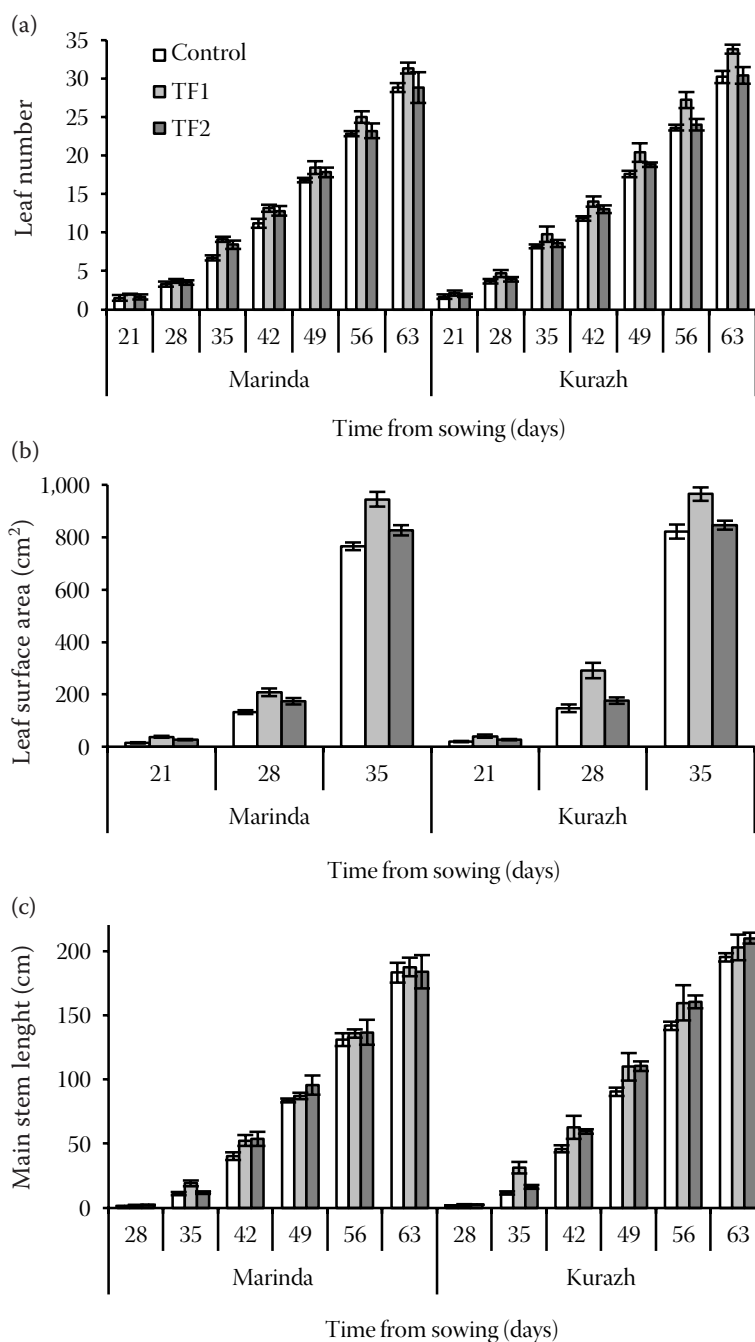 (a)
35
30
25
20
15
10
5
0
Leaf number
Control
TF1
TF2
21 28 35 42 49 56 63 21 28 35 42 49 56 63
Marinda Kurazh
Time from sowing (days)
(b)
1,000
800
600
400
200
0
Leaf surface area (cm²)
21 28 35 21 28 35
Marinda Kurazh
Time from sowing (days)
(c)
200
150
100
50
0
Main stem lenght (cm)
28 35 42 49 56 63 28 35 42 49 56 63
Marinda Kurazh
Time from sowing (days)